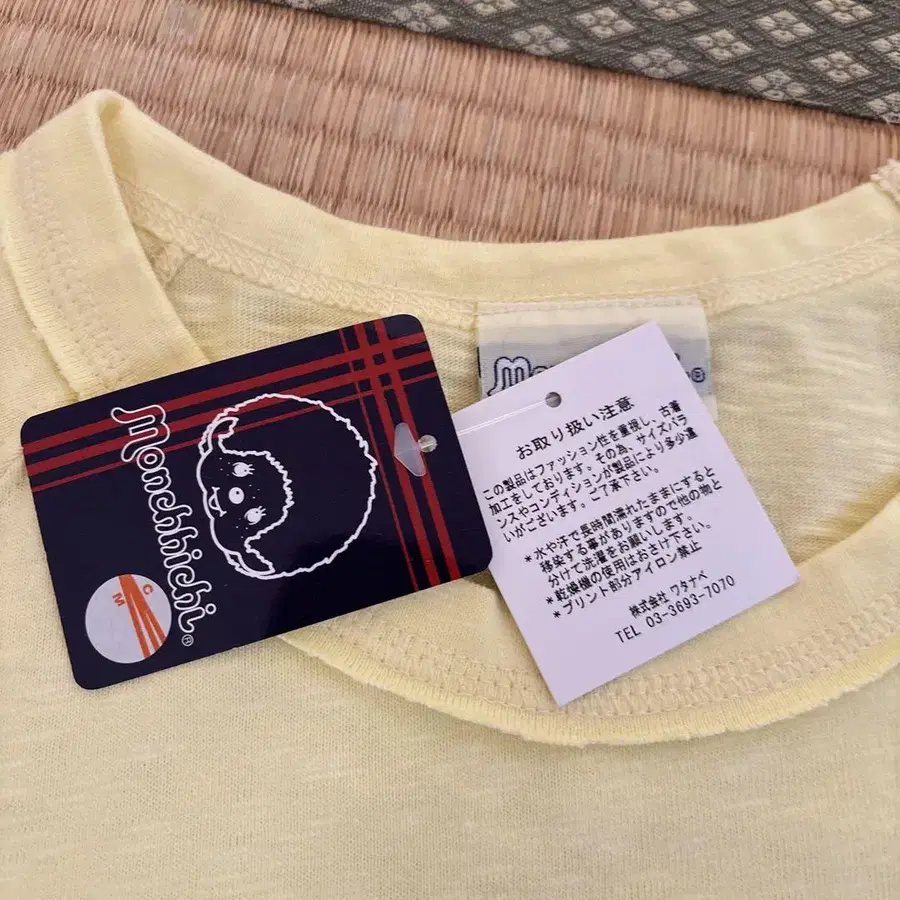 Monchhichi®
C
M
Monchhichi®
お取り扱い注意
この製品はファッション性を重視し、古着
加工をしております。その為、サイズバラ
ンスやコンディションが製品により多少違
いがございます。ご了承下さい。
*水や汗で長時間濡れたままにすると
移染する事がありますので他の物と
分けて洗濯をお願いします。
*乾燥機の使用はおさけ下さい。
*プリント部分アイロン禁止
株式会社 ワタナベ
TEL 03-3693-7070